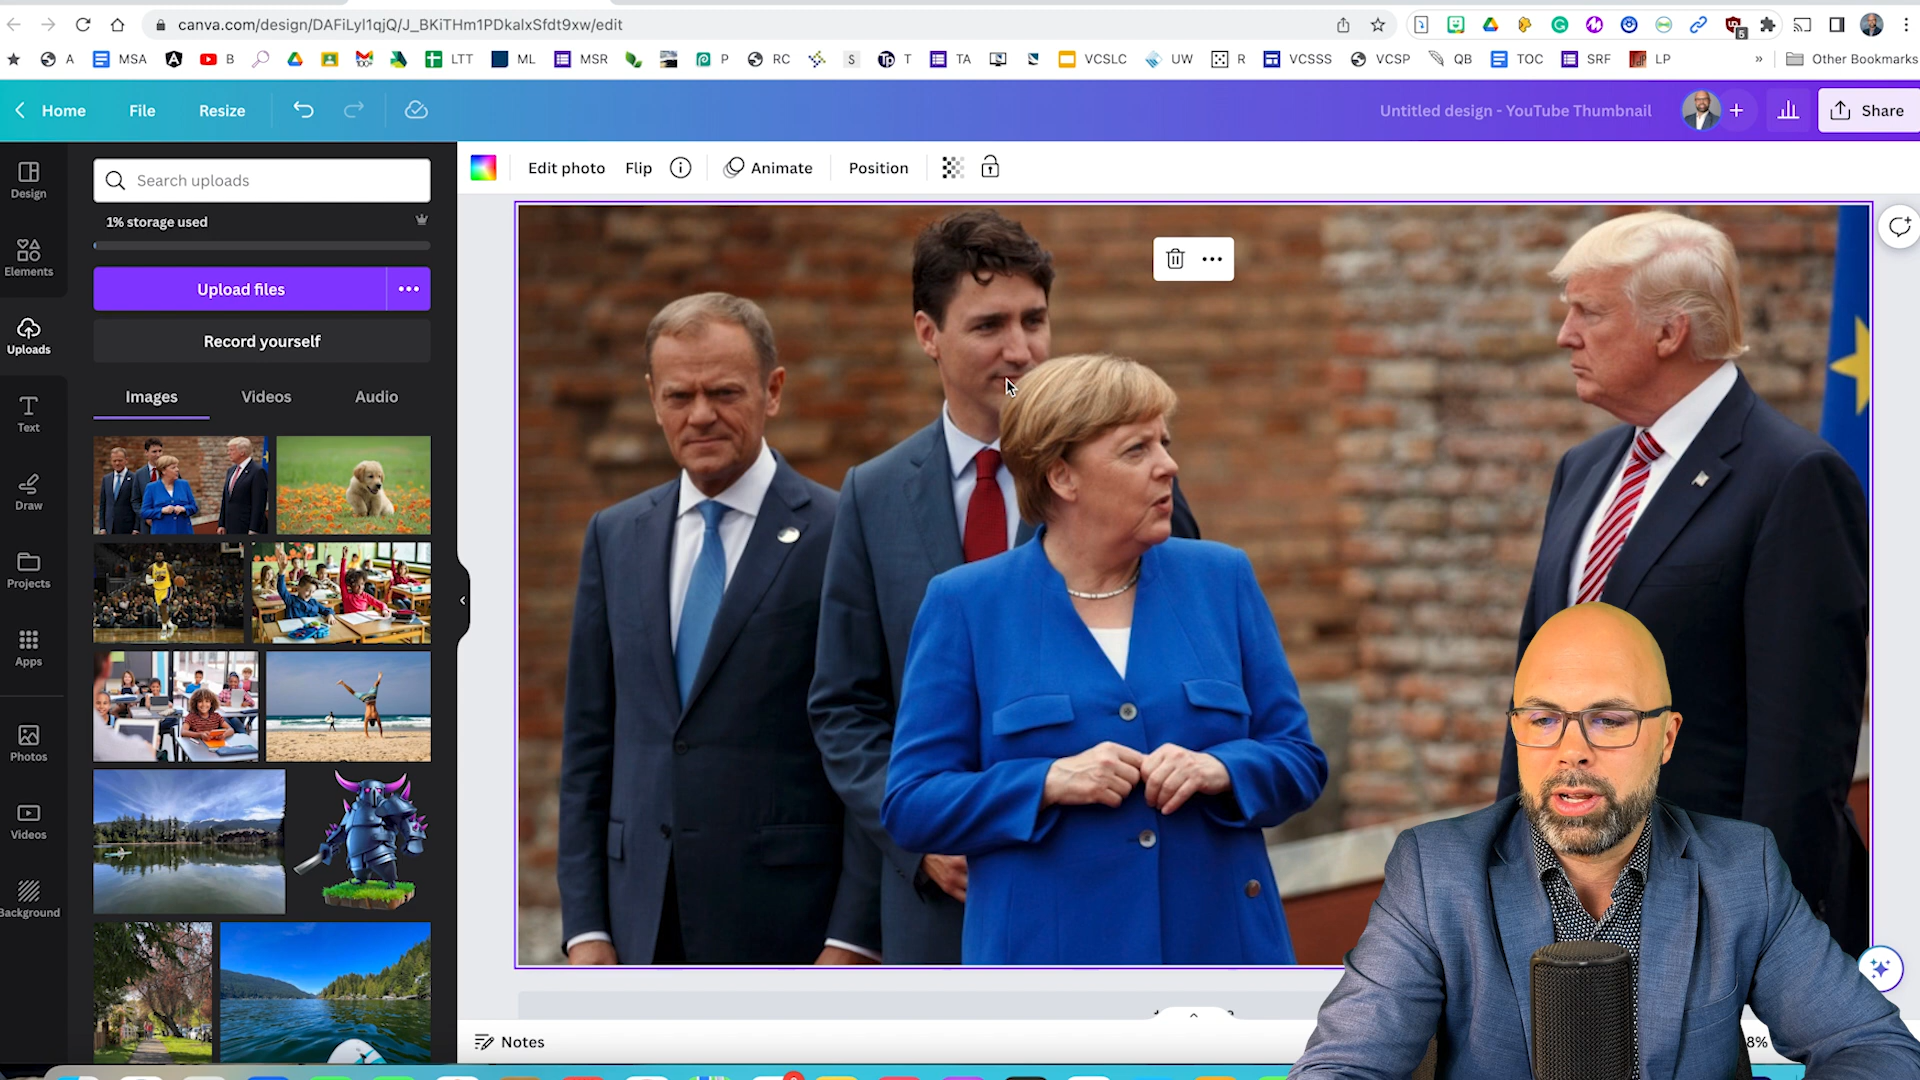 canva.com/design/DAFiLyl1qjQ/J_BKiTHm1PDkalxSfdt9xw/edit
5
A MSA B LTT ML MSR P RC S T TA VCSLC UW R VCSSS VCSP QB TOC SRF LP » Other Bookmarks
Home File Resize Untitled design - YouTube Thumbnail + Share
Search uploads
Edit photo Flip Animate Position
Design
1% storage used
Elements
Upload files
Uploads
Record yourself
Images Videos Audio
Text
Draw
Projects
Apps
Photos
Videos
Background
Notes
8%